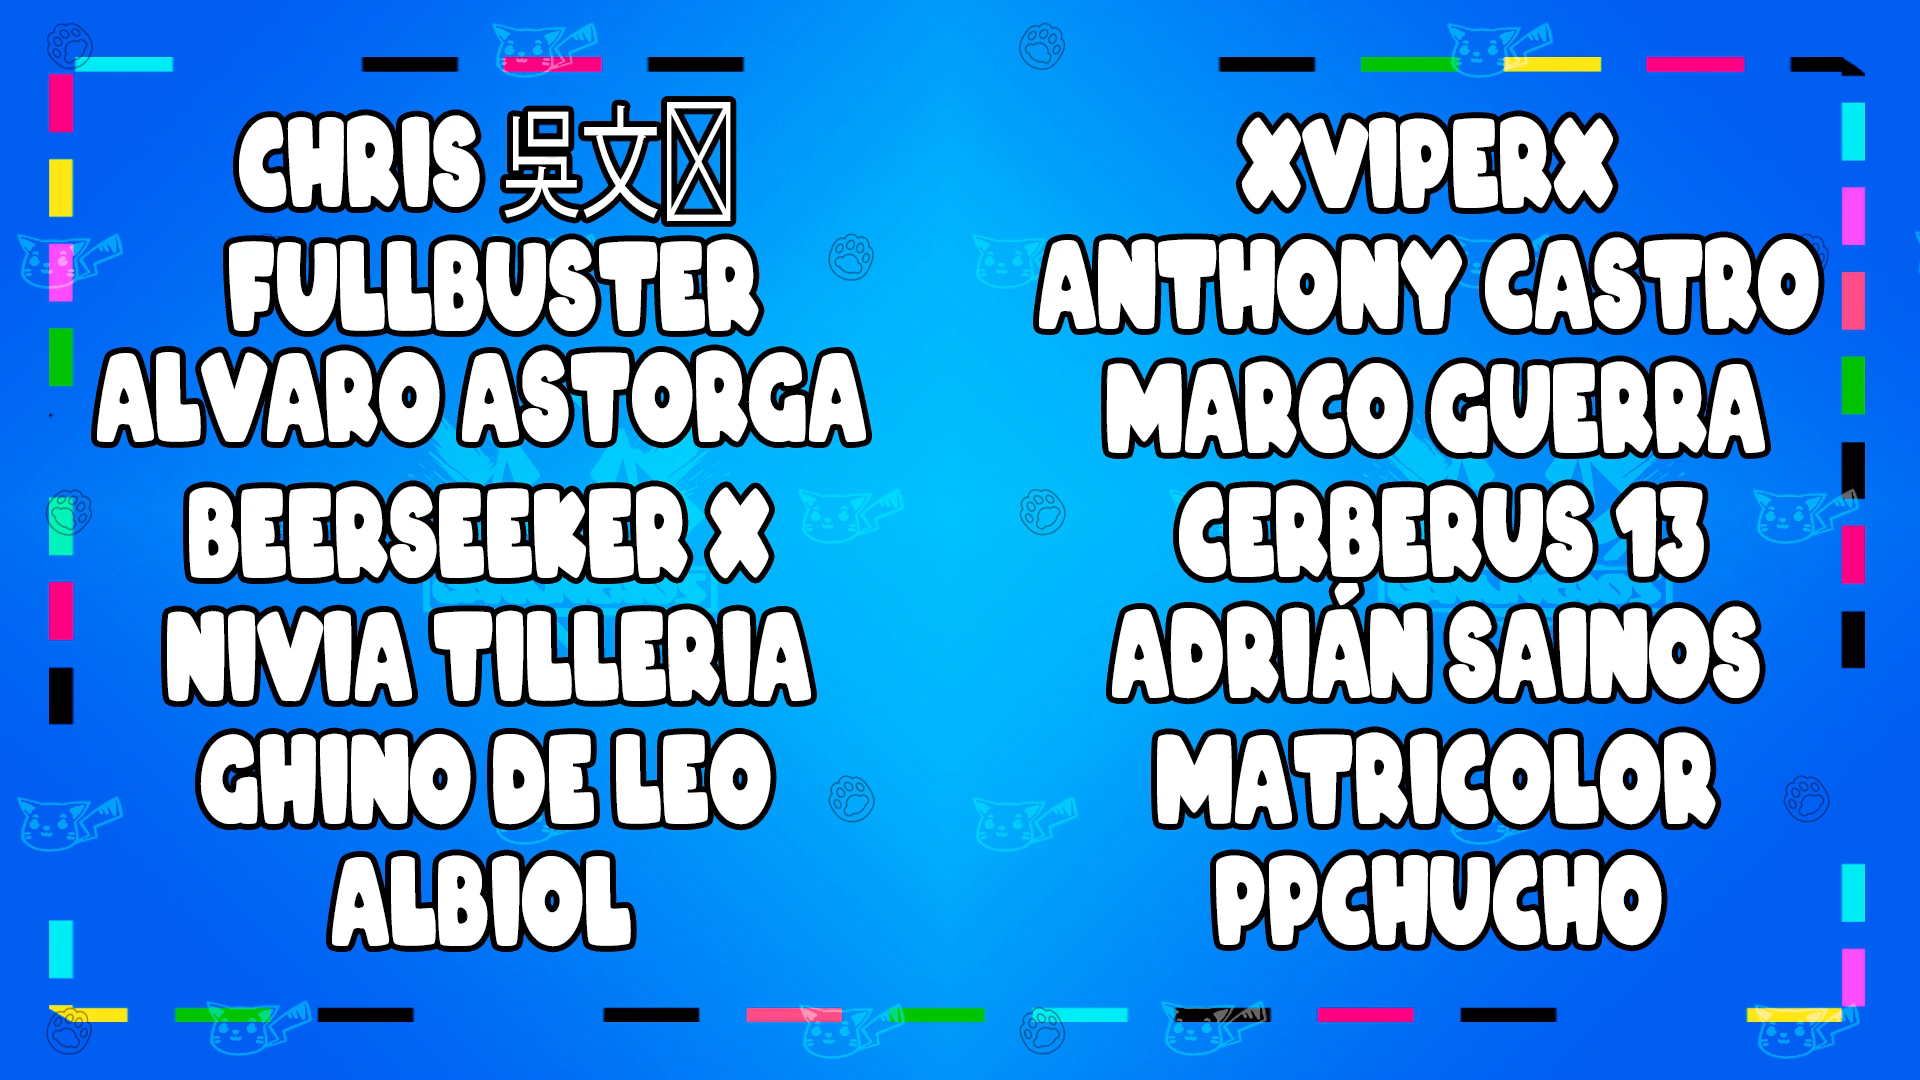 CHRIS 吳文
FULLBUSTER
ALVARO ASTORGA
BEERSEEKER X
NIVIA TILLERIA
GHINO DE LEO
ALBIOL
XVIPERX
ANTHONY CASTRO
MARCO GUERRA
CERBERUS 13
ADRIÁN SAINOS
MATRICOLOR
PPCHUCHO